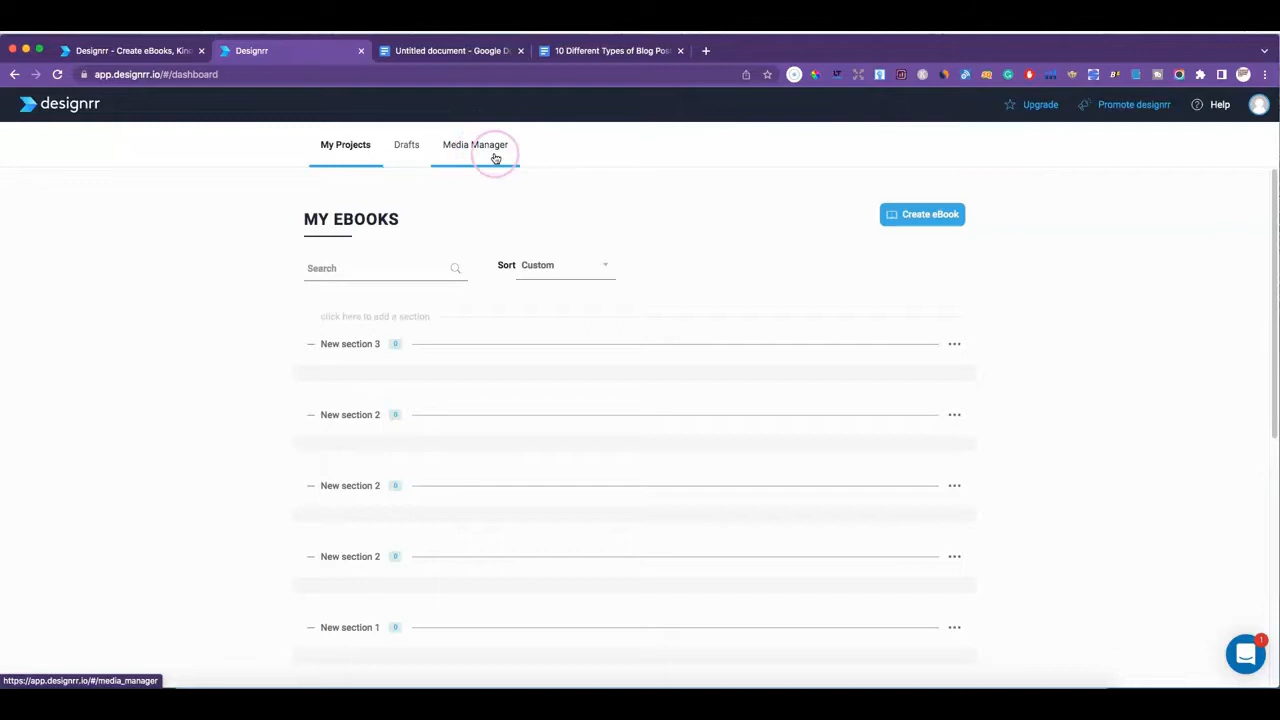 Designrr - Create eBooks, Kin
Designrr
Untitled document - Google D
10 Different Types of Blog Pos
app.designrr.io/#/dashboard
designrr
Upgrade
Promote designrr
Help
My Projects
Drafts
Media Manager
MY EBOOKS
Create eBook
Search
Sort
Custom
click here to add a section
New section 3
0
New section 2
0
New section 2
0
New section 2
0
New section 1
0
1
https://app.designrr.io/#/media_manager